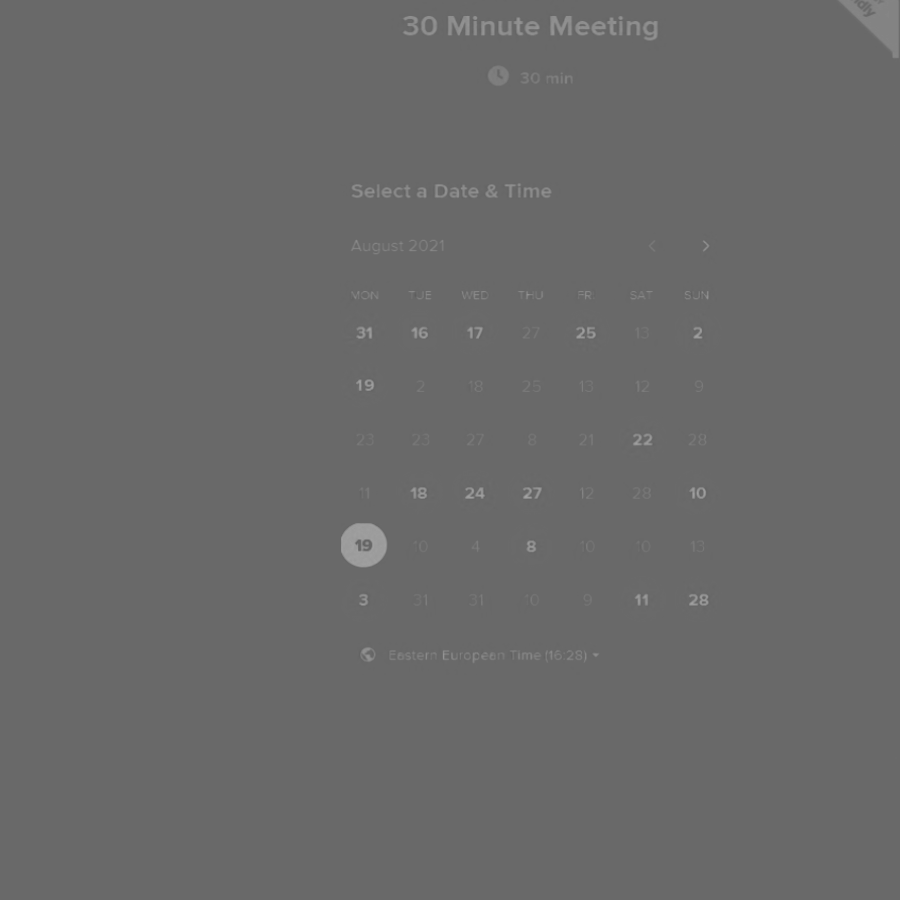 30 Minute Meeting
30 min
Select a Date & Time
August 2021
MON TUE WED THU FRI SAT SUN
31 16 17 27 25 13 2
19 2 18 25 13 12 9
23 23 27 8 21 22 28
11 18 24 27 12 28 10
19 10 4 8 10 10 13
3 31 31 10 9 11 28
Eastern European Time (16:28)